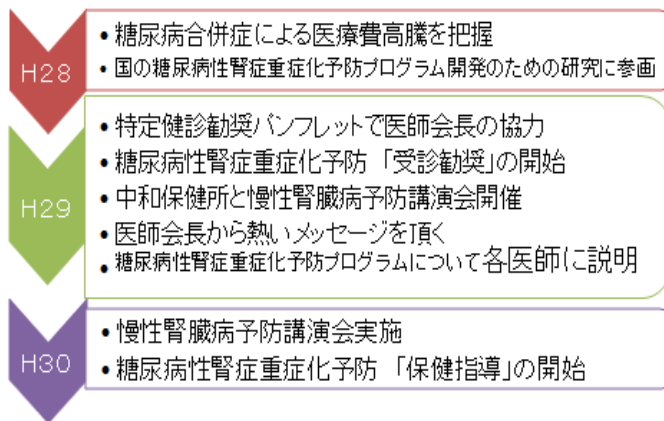 H28
• 糖尿病合併症による医療費高騰を把握
• 国の糖尿病性腎症重症化予防プログラム開発のための研究に参画
H29
• 特定健診勧奨パンフレットで医師会長の協力
• 糖尿病性腎症重症化予防「受診勧奨」の開始
• 中和保健所と慢性腎臓病予防講演会開催
• 医師会長から熱いメッセージを頂く
• 糖尿病性腎症重症化予防プログラムについて各医師に説明
H30
• 慢性腎臓病予防講演会実施
• 糖尿病性腎症重症化予防「保健指導」の開始